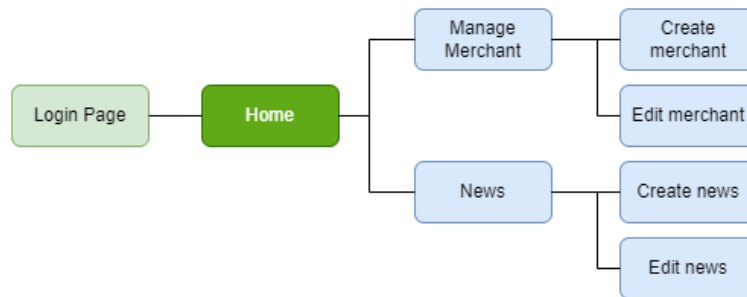 Login Page
Home
Manage
Merchant
Create
merchant
Edit merchant
News
Create news
Edit news